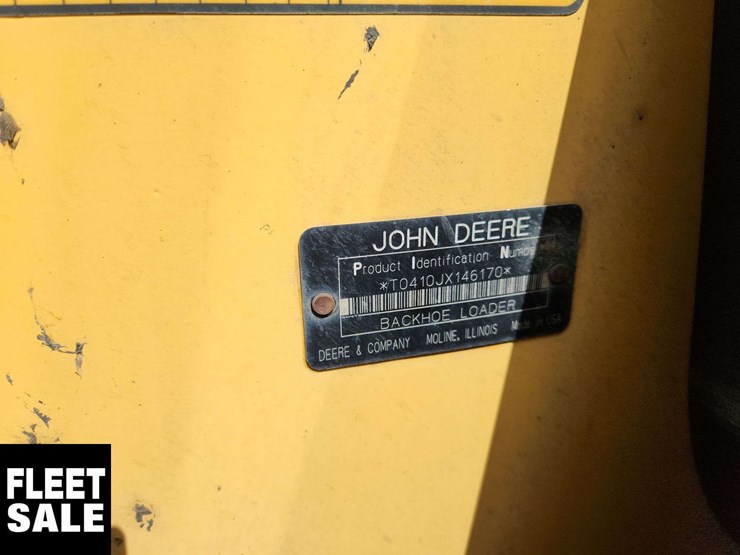 JOHN DEERE
Product Identification Number
*T0410JX146170*
BACKHOE LOADER
DEERE & COMPANY MOLINE, ILLINOIS Made in USA
FLEET
SALE